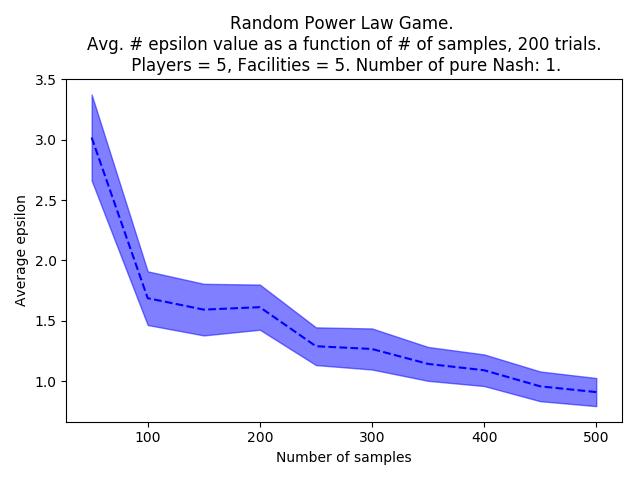 Random Power Law Game.
Avg. # epsilon value as a function of # of samples, 200 trials.
Players = 5, Facilities = 5. Number of pure Nash: 1.
3.5
3.0
2.5
2.0
1.5
1.0
Average epsilon
100 200 300 400 500
Number of samples